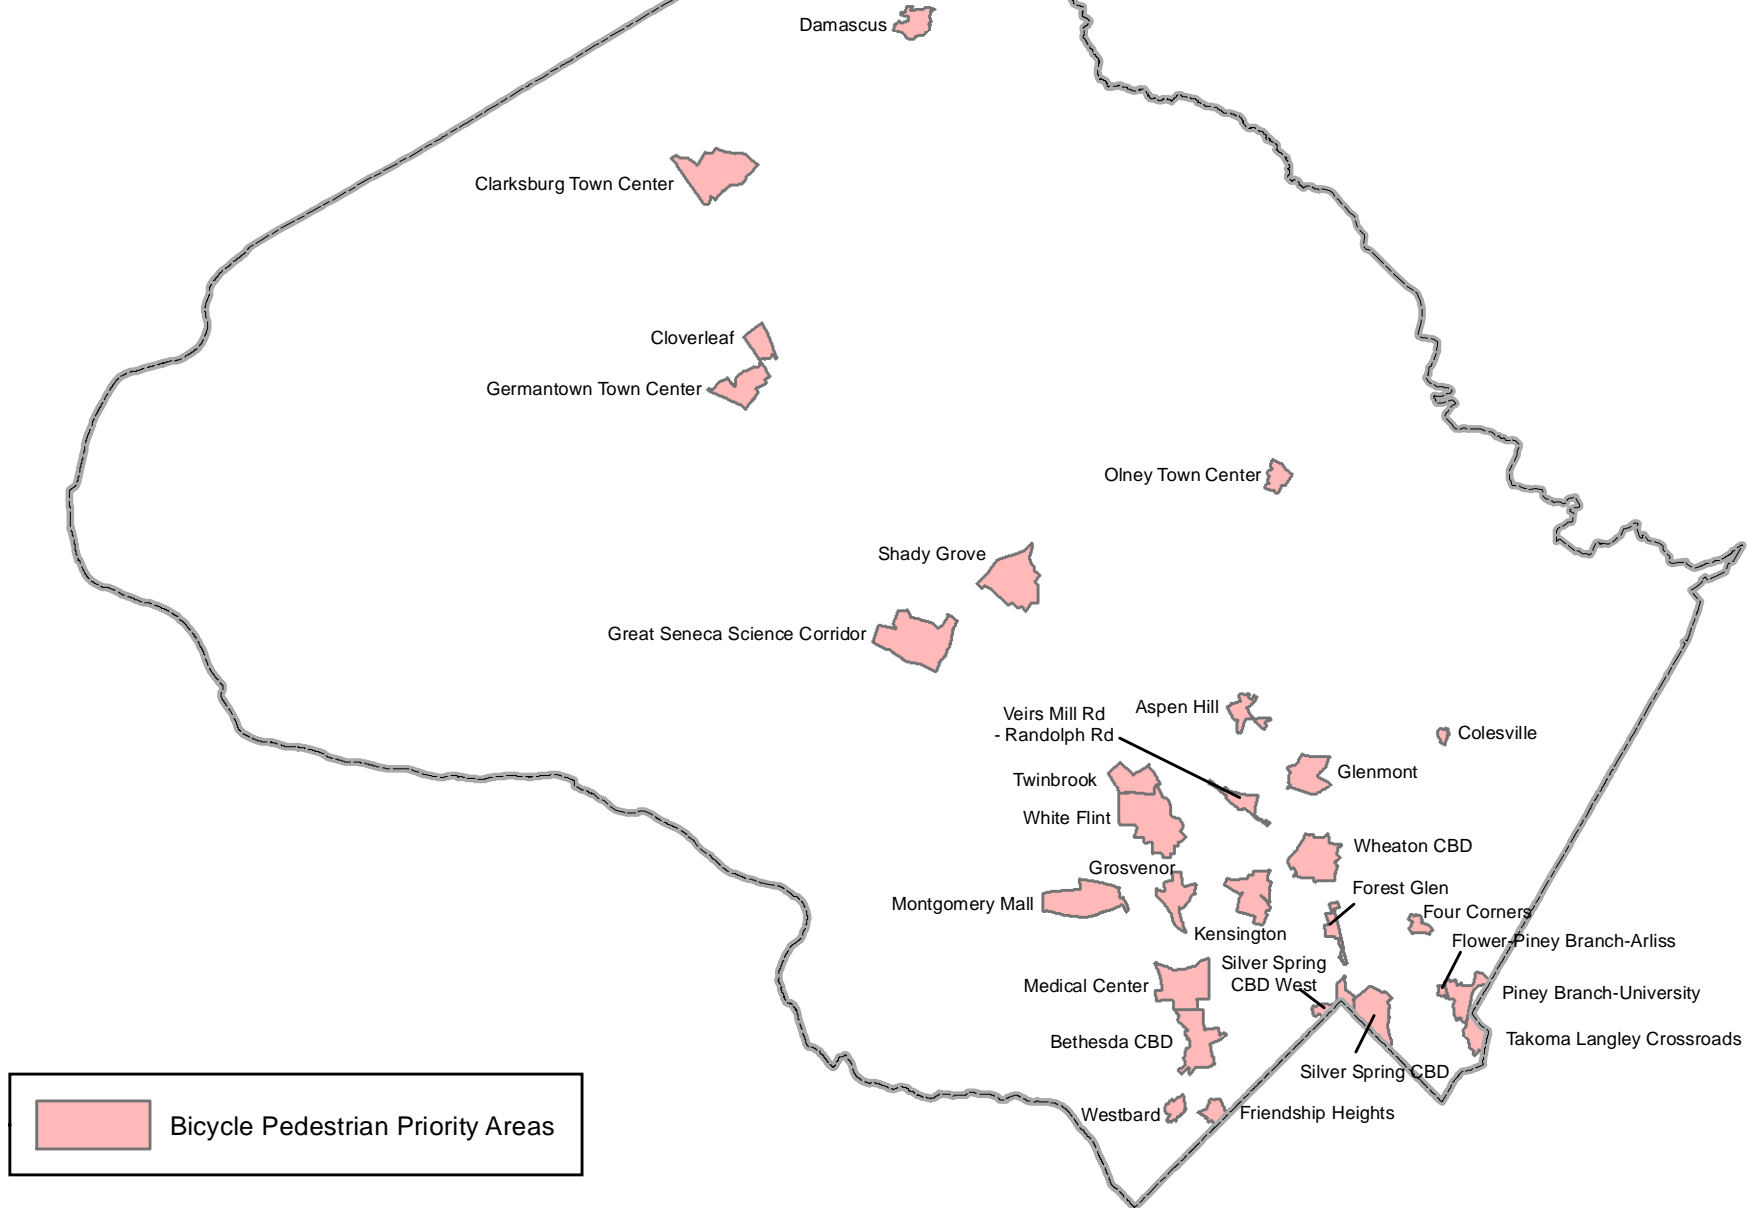 Damascus
Clarksburg Town Center
Cloverleaf
Germantown Town Center
Olney Town Center
Shady Grove
Great Seneca Science Corridor
Veirs Mill Rd
- Randolph Rd
Aspen Hill
Colesville
Twinbrook
Glenmont
White Flint
Wheaton CBD
Grosvenor
Forest Glen
Montgomery Mall
Four Corners
Kensington
Flower-Piney Branch-Arliss
Silver Spring
CBD West
Medical Center
Piney Branch-University
Bethesda CBD
Takoma Langley Crossroads
Silver Spring CBD
Westbard
Friendship Heights
Bicycle Pedestrian Priority Areas